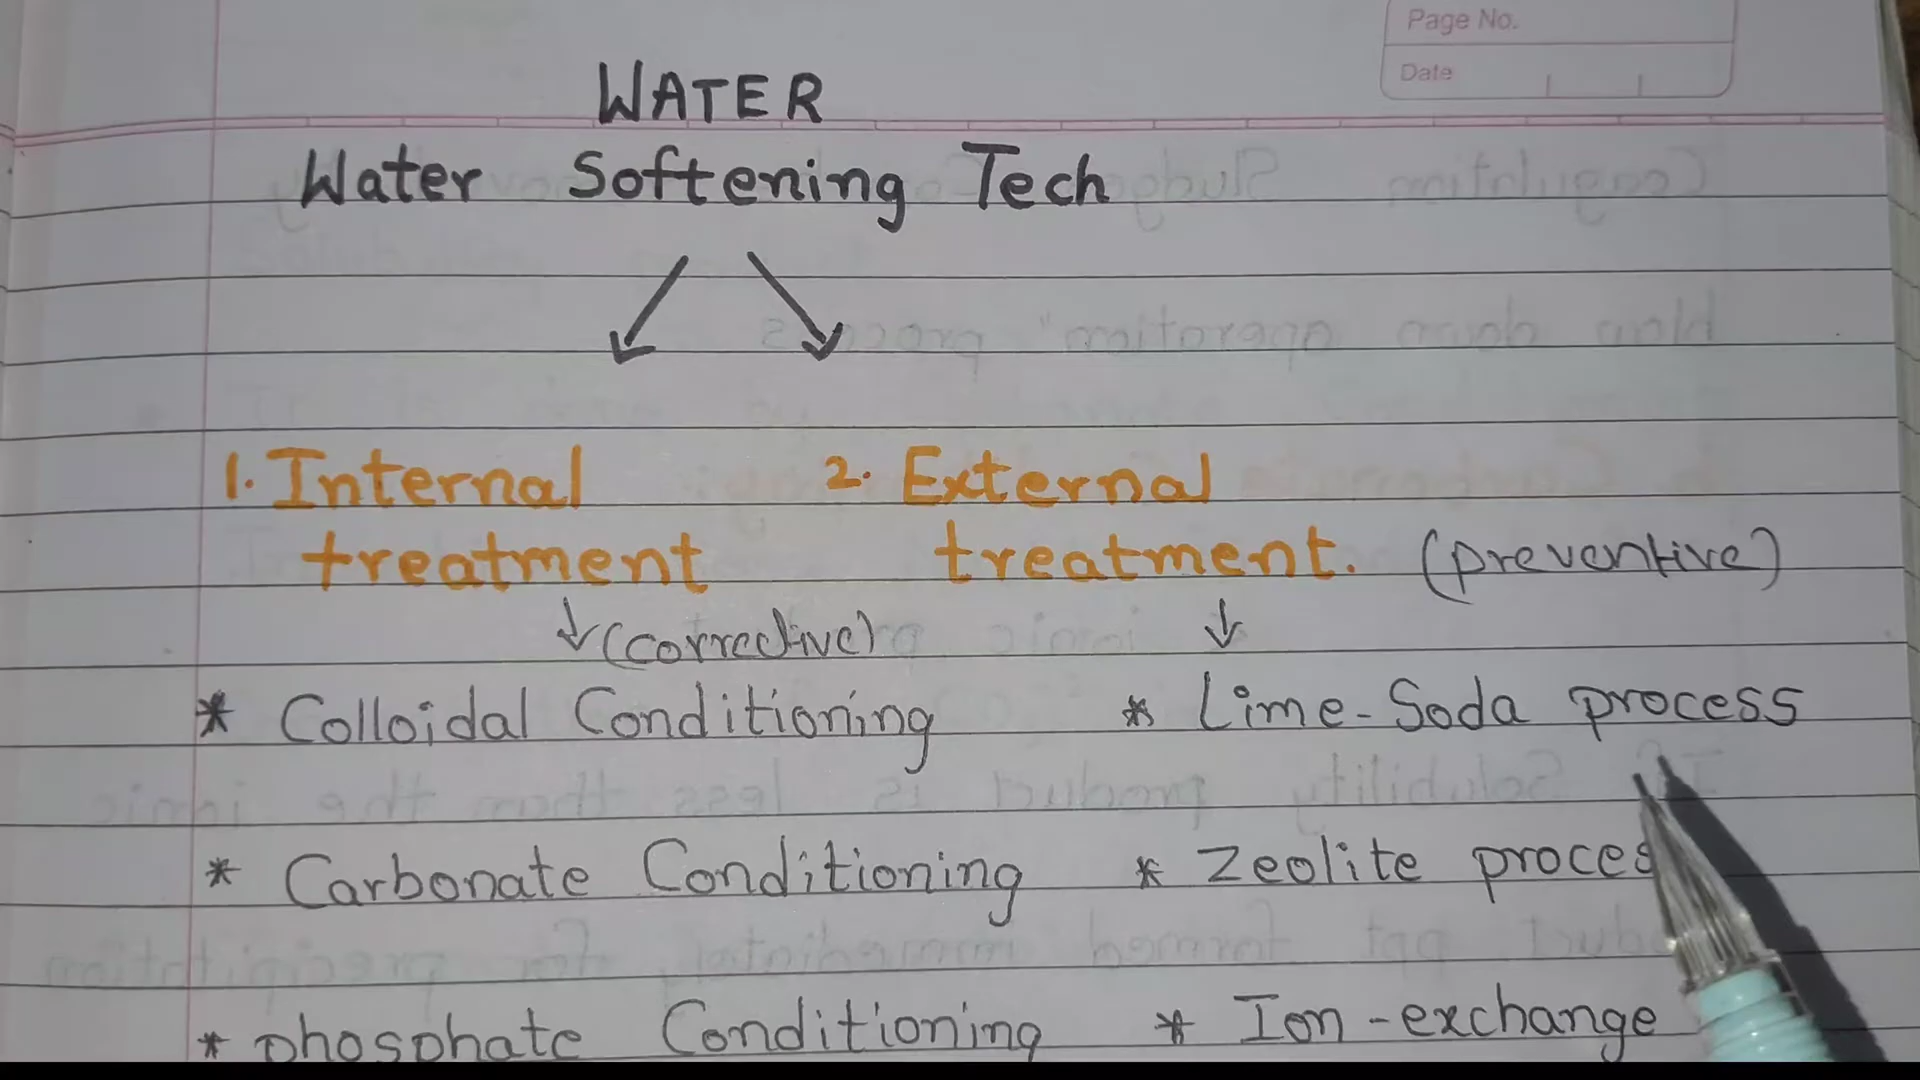 Page No.
Date
WATER
Water Softening Tech
1. Internal treatment
(corrective)
* Colloidal Conditioning
* Carbonate Conditioning
* phosphate Conditioning
2. External treatment. (preventive)
* Lime-Soda process
* Zeolite proces
* Ion-exchange